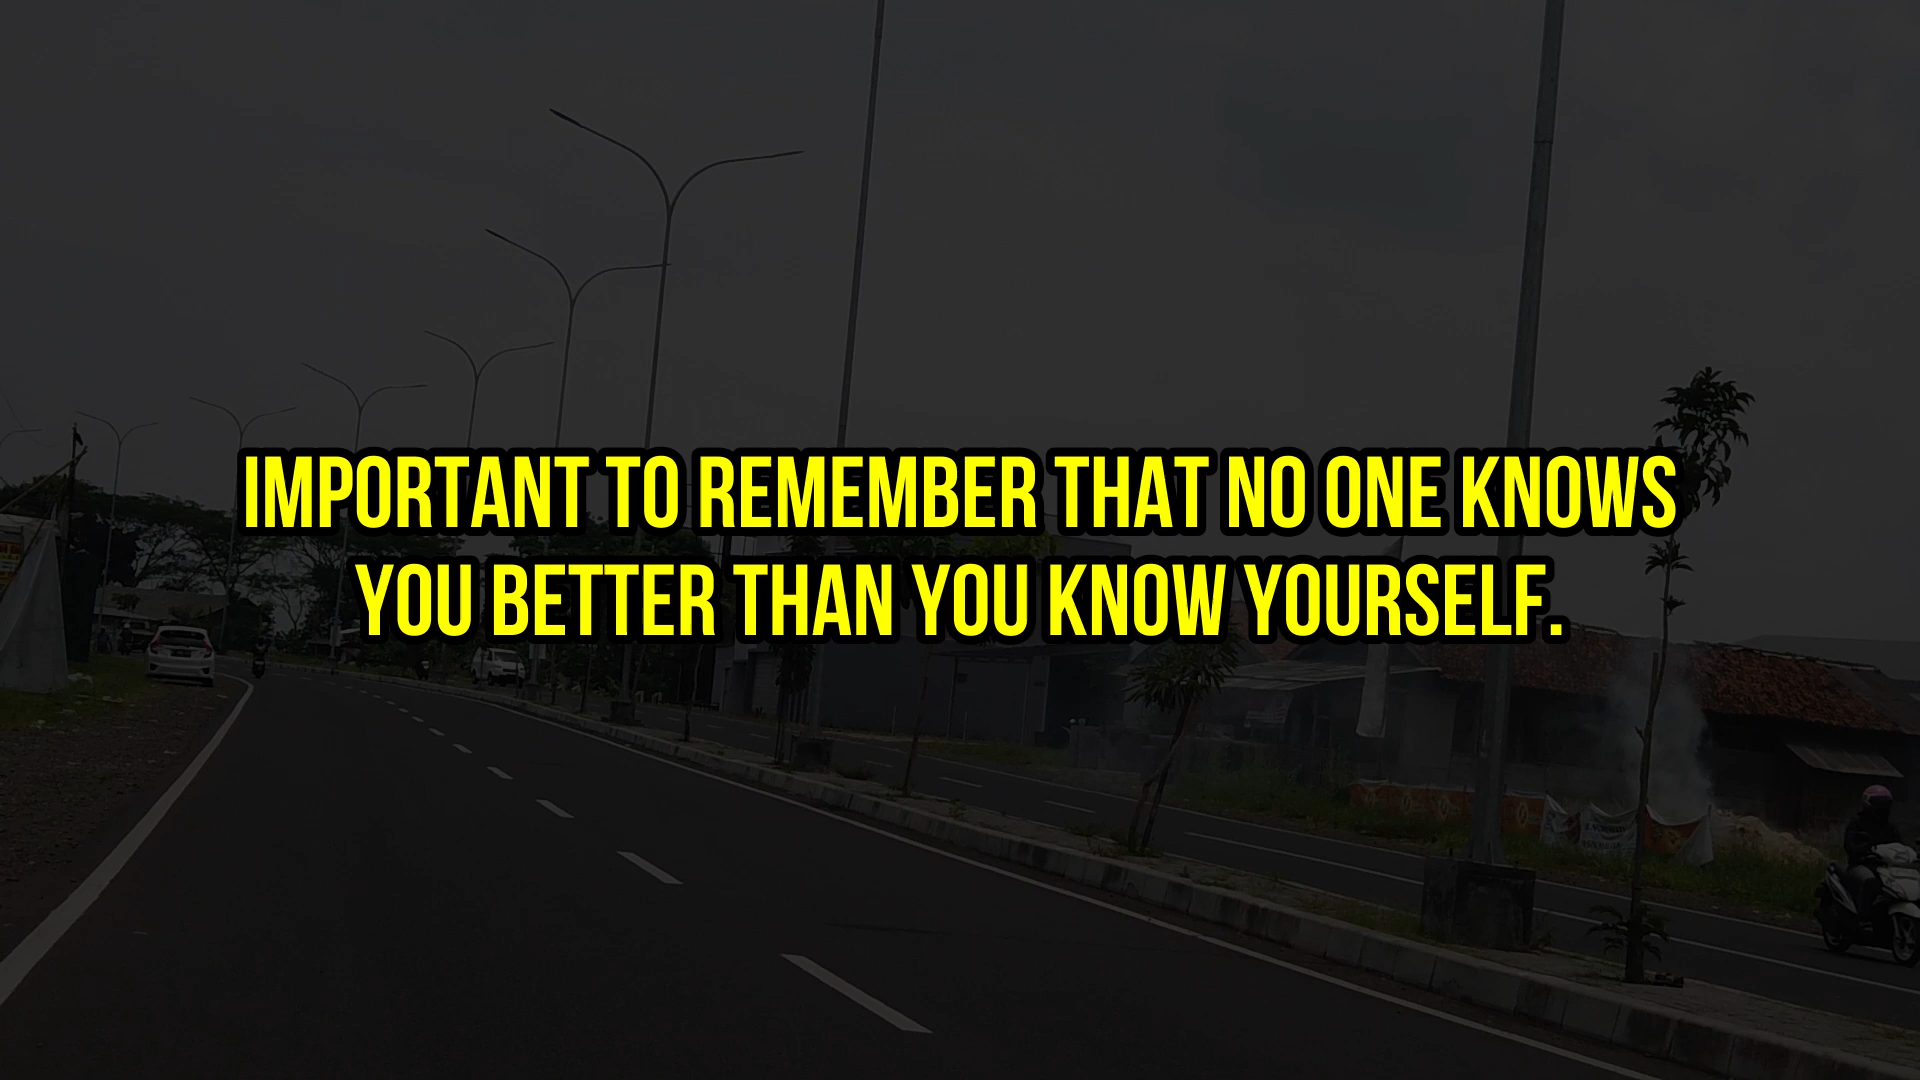 IMPORTANT TO REMEMBER THAT NO ONE KNOWS
YOU BETTER THAN YOU KNOW YOURSELF.